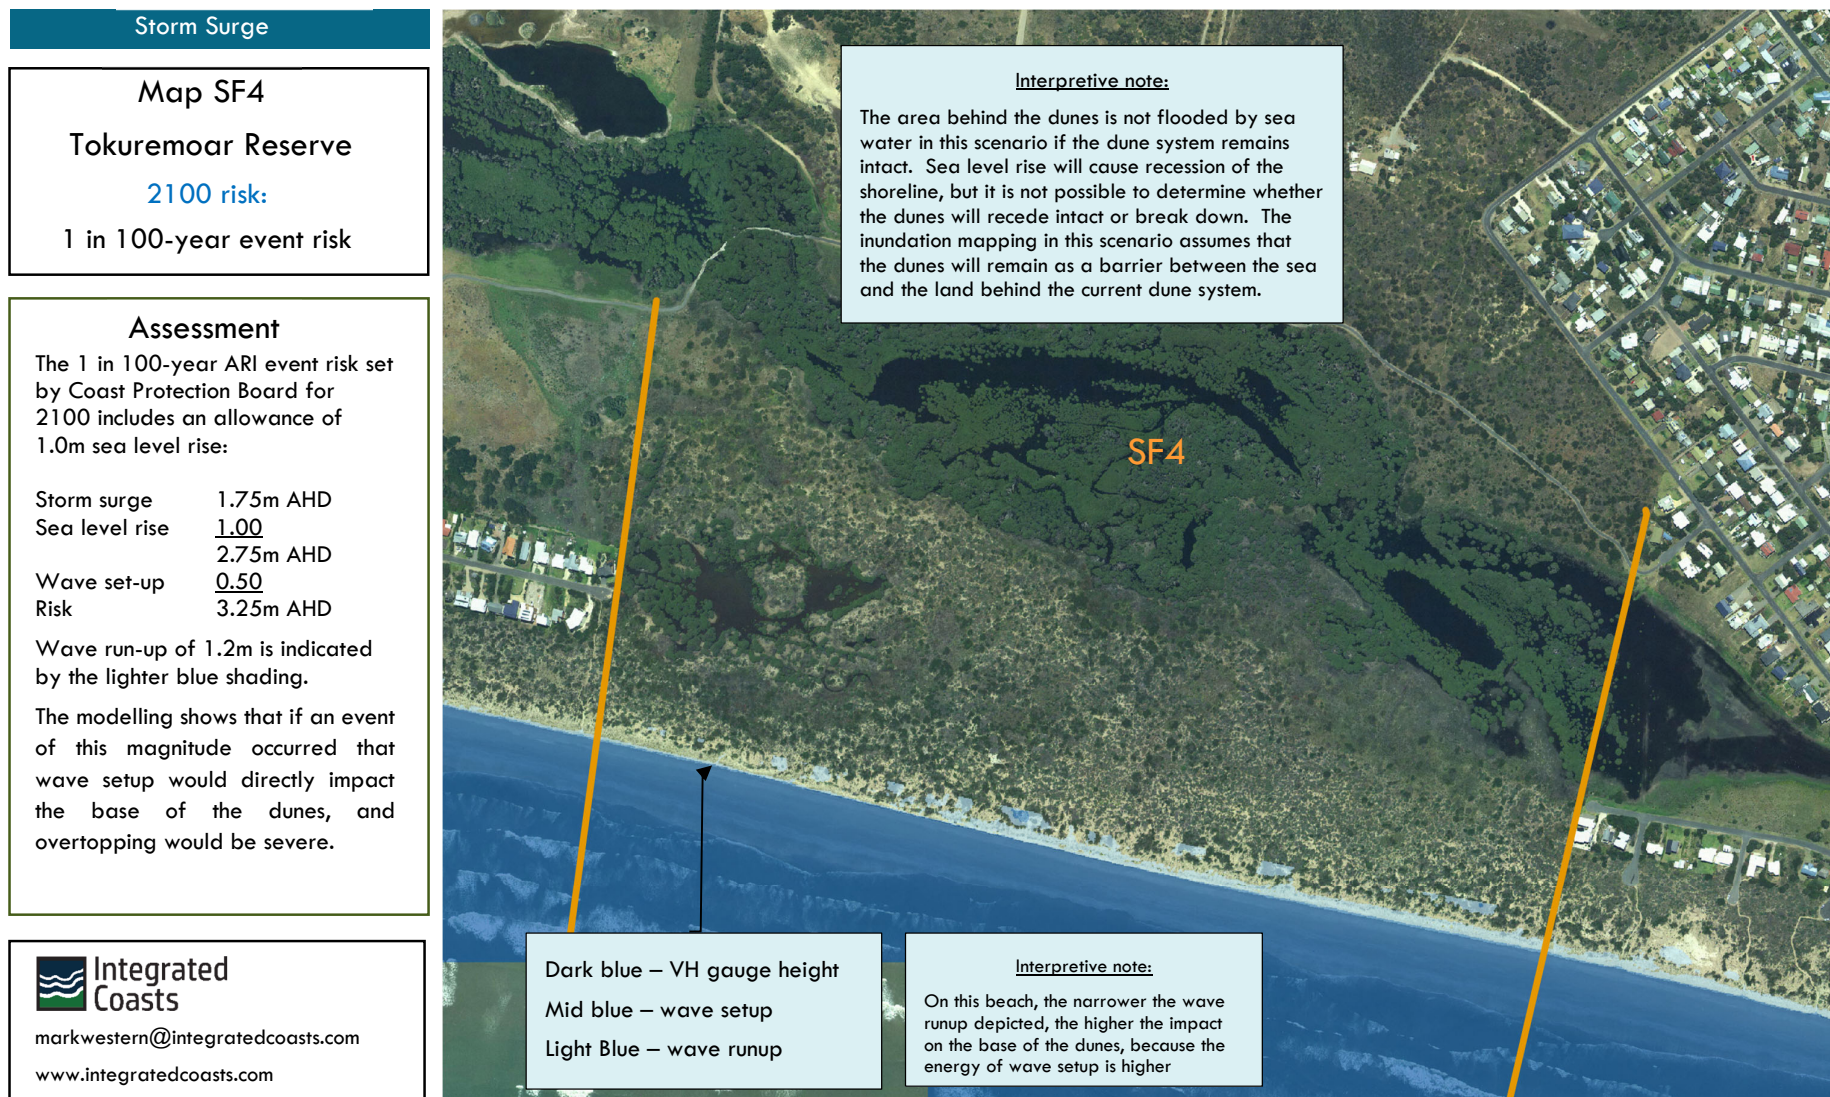 Storm Surge
Map SF4
Tokuremoar Reserve
2100 risk:
1 in 100-year event risk
Assessment
The 1 in 100-year ARI event risk set
by Coast Protection Board for
2100 includes an allowance of
1.0m sea level rise:
Storm surge 1.75m AHD
Sea level rise 1.00
2.75m AHD
Wave set-up 0.50
Risk 3.25m AHD
Wave run-up of 1.2m is indicated
by the lighter blue shading.
The modelling shows that if an event
of this magnitude occurred that
wave setup would directly impact
the base of the dunes, and
overtopping would be severe.
Integrated
Coasts
markwestern@integratedcoasts.com
www.integratedcoasts.com
Interpretive note:
The area behind the dunes is not flooded by sea
water in this scenario if the dune system remains
intact. Sea level rise will cause recession of the
shoreline, but it is not possible to determine whether
the dunes will recede intact or break down. The
inundation mapping in this scenario assumes that
the dunes will remain as a barrier between the sea
and the land behind the current dune system.
SF4
Dark blue – VH gauge height
Mid blue – wave setup
Light Blue – wave runup
Interpretive note:
On this beach, the narrower the wave
runup depicted, the higher the impact
on the base of the dunes, because the
energy of wave setup is higher